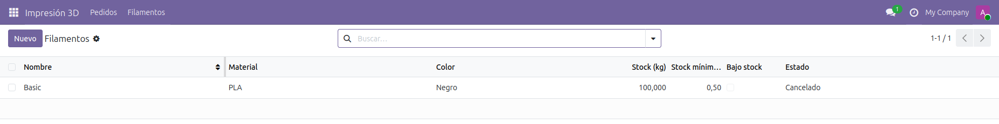 Impresión 3D Pedidos Filamentos 1 My Company A
Nuevo Filamentos Buscar... 1-1 / 1
Nombre Material Color Stock (kg) Stock mínim... Bajo stock Estado
Basic PLA Negro 100,000 0,50 Cancelado